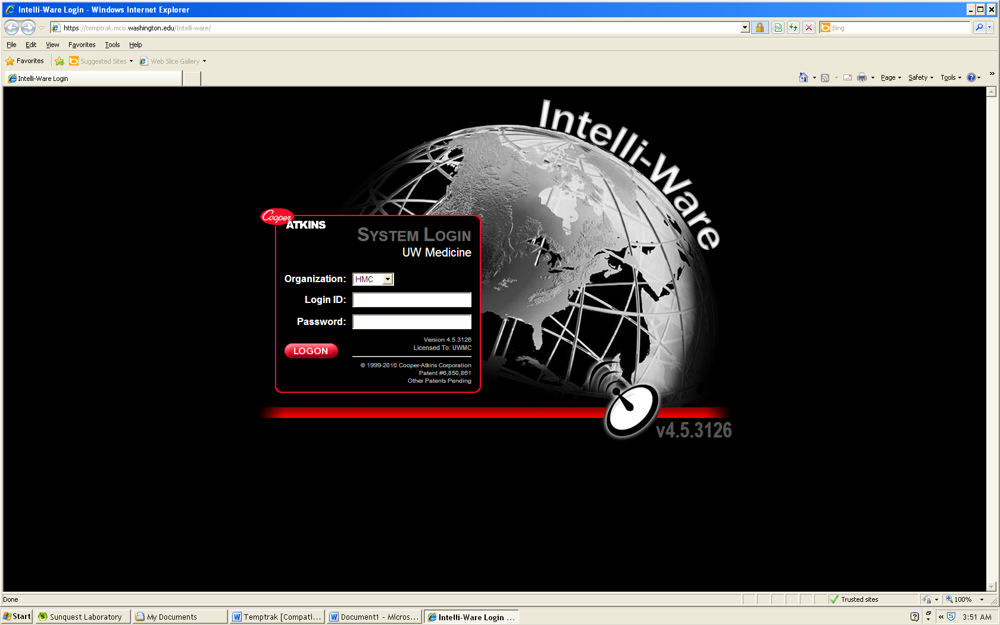 Intelli-Ware Login - Windows Internet Explorer
https://temptrak.mcis.washington.edu/Intelli-ware/
Bing
File Edit View Favorites Tools Help
Favorites Suggested Sites Web Slice Gallery
Intelli-Ware Login
Page Safety Tools
»
Intelli-Ware
Cooper
ATKINS
SYSTEM LOGIN
UW Medicine
Organization: HMC
Login ID:
Password:
Version 4.5.3126
Licensed To: UWMC
LOGON
© 1999-2010 Cooper-Atkins Corporation
Patent #6,850,861
Other Patents Pending
v4.5.3126
Done Trusted sites 100%
Start Sunquest Laboratory My Documents Temptrak [Compati... Document1 - Micros... Intelli-Ware Login ... « 3:51 AM